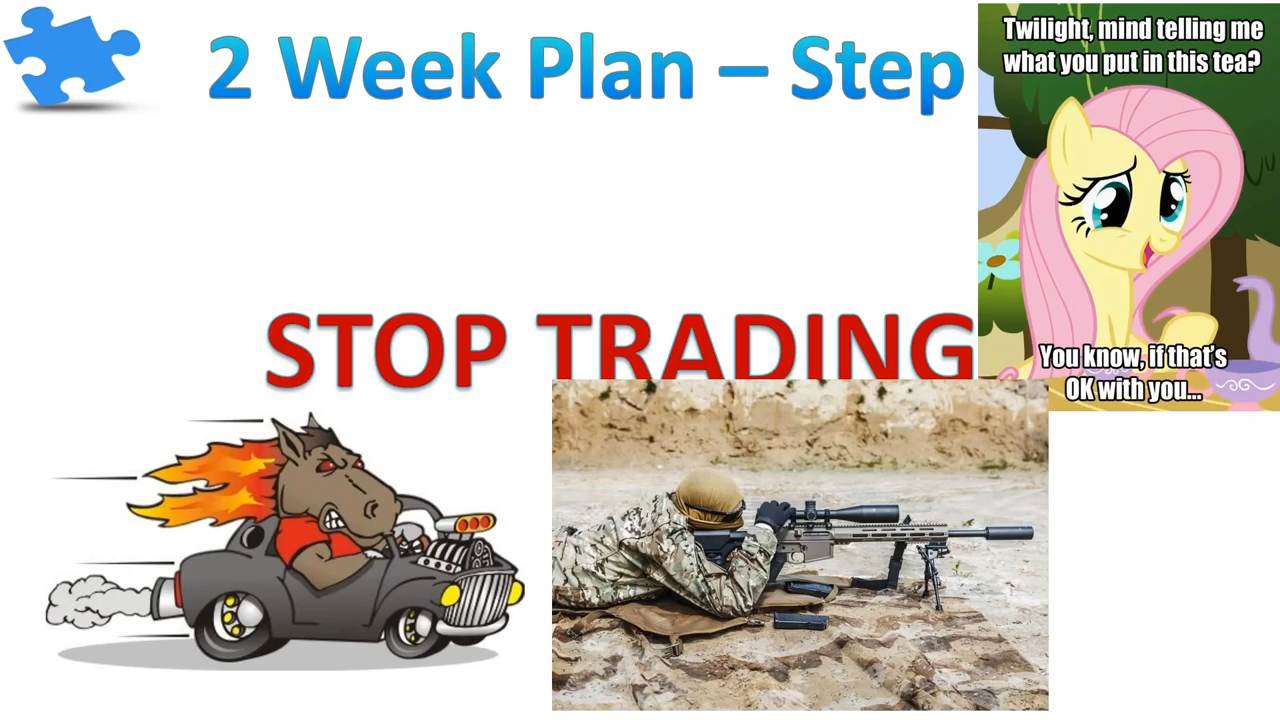 2 Week Plan – Step
Twilight, mind telling me
what you put in this tea?
STOP TRADING
You know, if that's
OK with you...